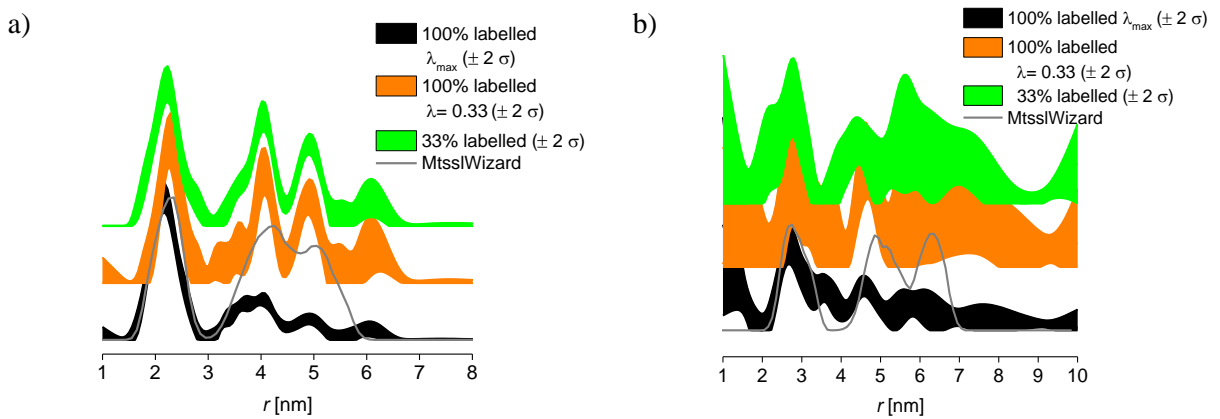 a)
100% labelled
λmax (± 2 σ)
100% labelled
λ= 0.33 (± 2 σ)
33% labelled (± 2 σ)
MtsslWizard
1 2 3 4 5 6 7 8
r [nm]
b)
100% labelled λmax (± 2 σ)
100% labelled
λ= 0.33 (± 2 σ)
33% labelled (± 2 σ)
MtsslWizard
1 2 3 4 5 6 7 8 9 10
r [nm]